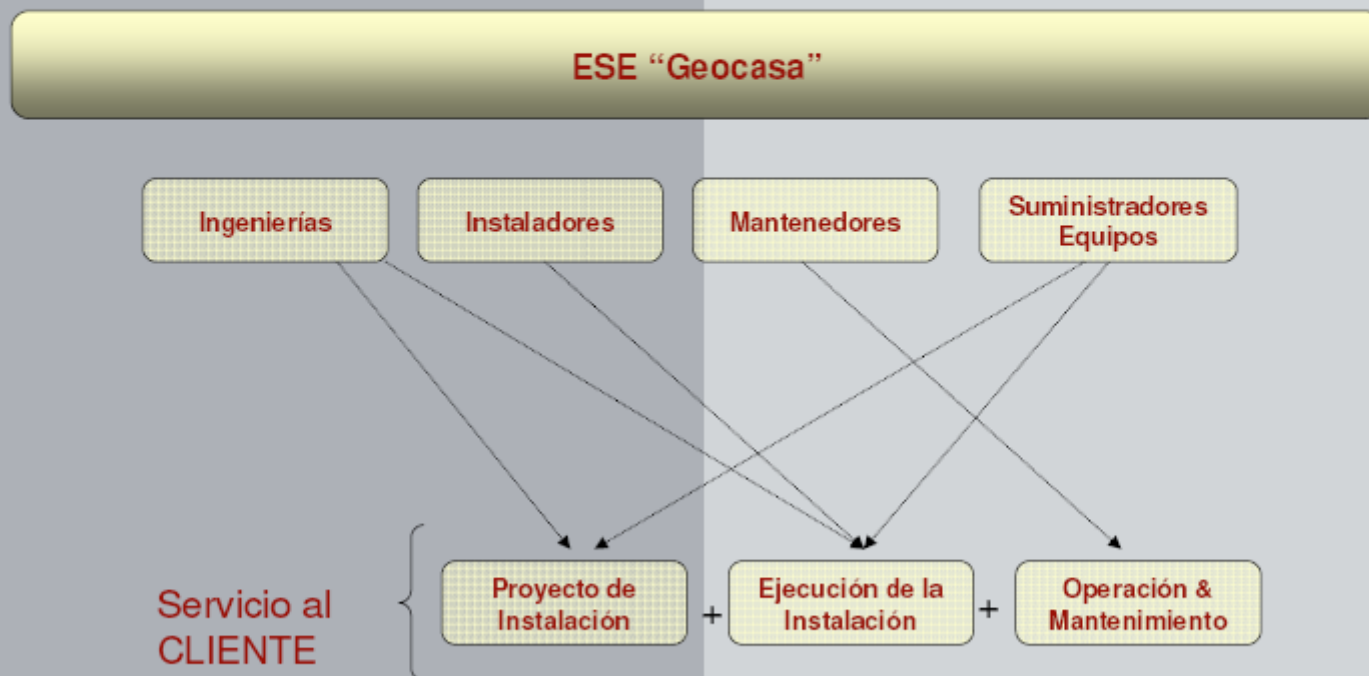 ESE “Geocasa”
Ingenierías
Instaladores
Mantenedores
Suministradores
Equipos
Servicio al
CLIENTE
Proyecto de
Instalación
+
Ejecución de la
Instalación
+
Operación &
Mantenimiento